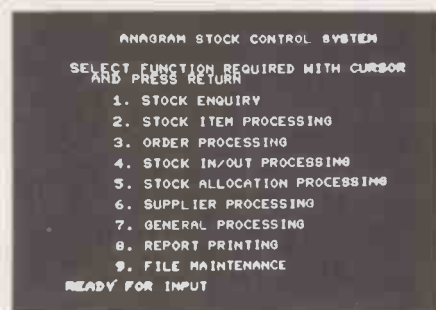 ANAGRAM STOCK CONTROL SYSTEM
SELECT FUNCTION REQUIRED WITH CURSOR
AND PRESS RETURN
1. STOCK ENQUIRY
2. STOCK ITEM PROCESSING
3. ORDER PROCESSING
4. STOCK IN/OUT PROCESSING
5. STOCK ALLOCATION PROCESSING
6. SUPPLIER PROCESSING
7. GENERAL PROCESSING
8. REPORT PRINTING
9. FILE MAINTENANCE
READY FOR INPUT